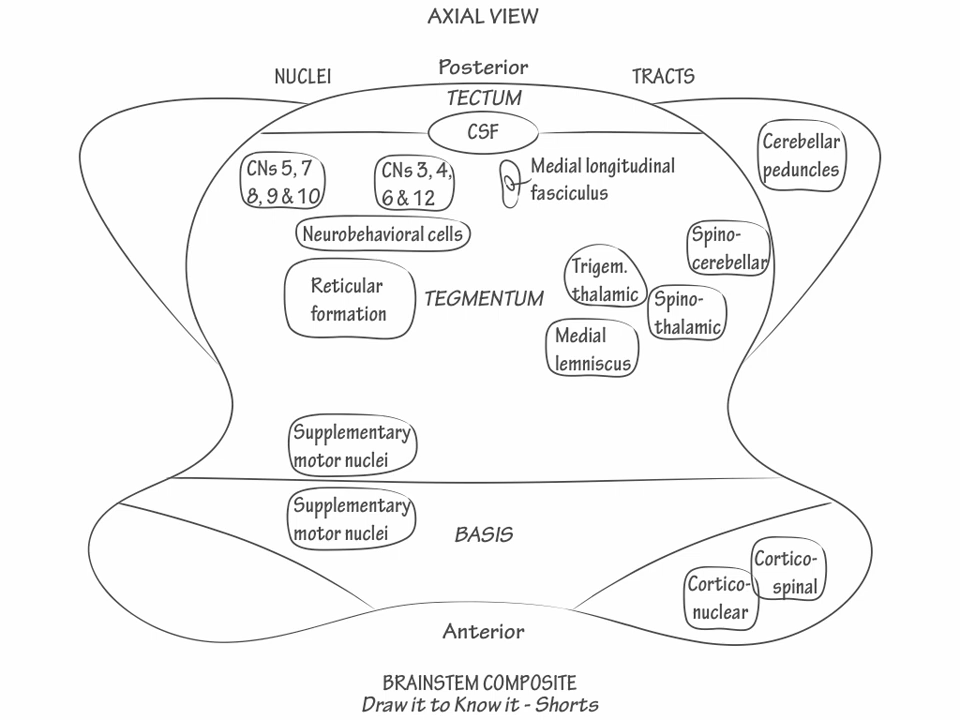 AXIAL VIEW
NUCLEI
Posterior
TRACTS
TECTUM
CSF
CNs 5, 7
8, 9 & 10
CNs 3, 4,
6 & 12
Medial longitudinal
fasciculus
Cerebellar
peduncles
Neurobehavioral cells
Spino-
cerebellar
Reticular
formation
TEGMENTUM
Trigem.
thalamic
Spino-
thalamic
Medial
lemniscus
Supplementary
motor nuclei
Supplementary
motor nuclei
BASIS
Cortico-
spinal
Cortico-
nuclear
Anterior
BRAINSTEM COMPOSITE
Draw it to Know it - Shorts